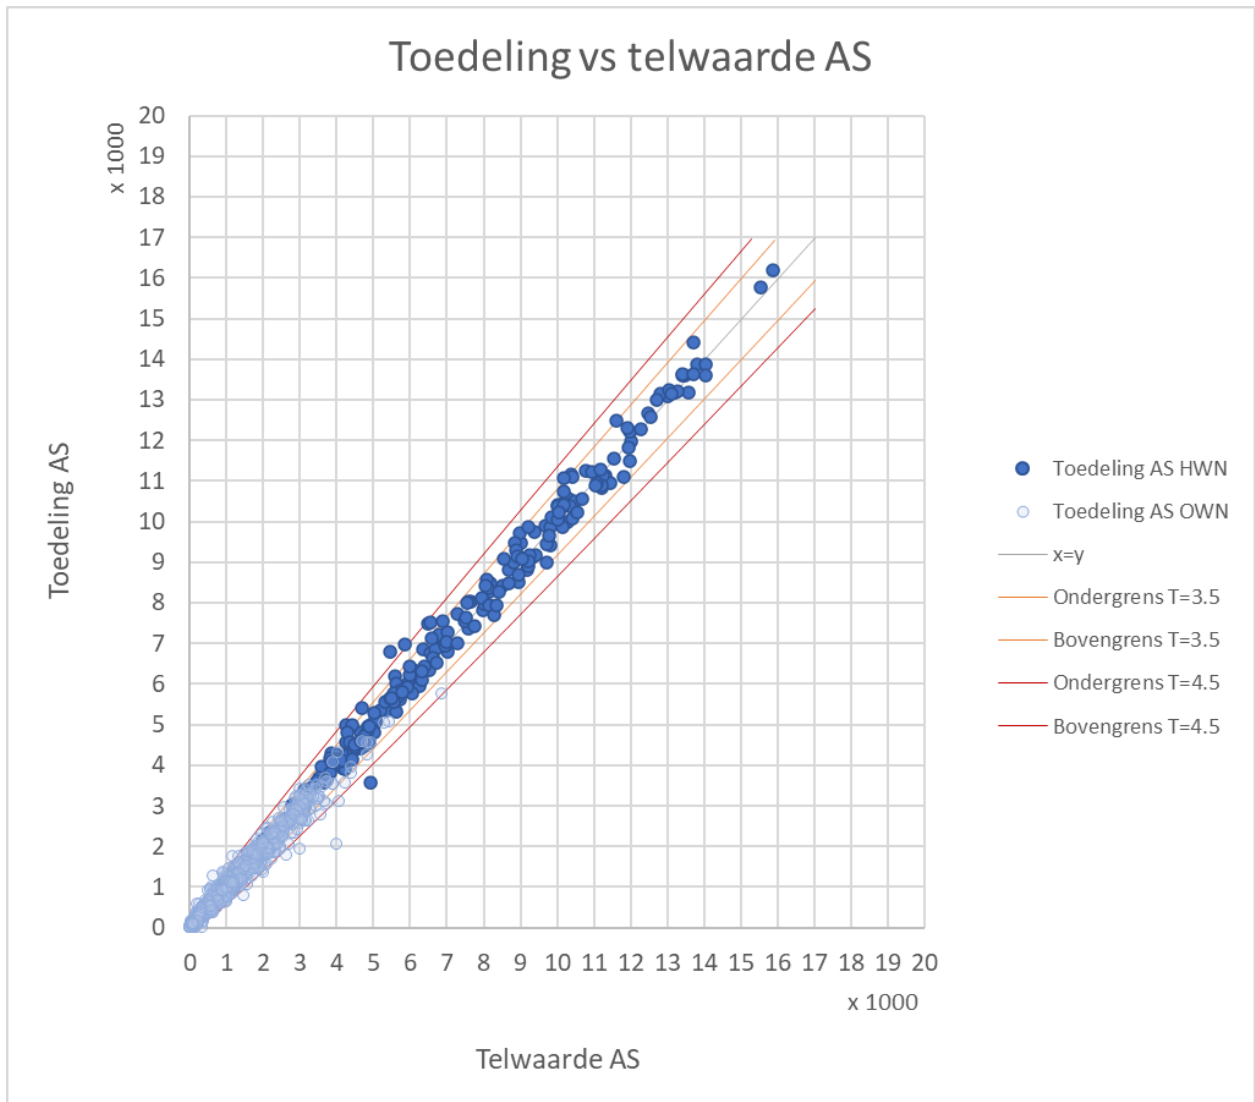 Toedeling vs telwaarde AS
x 1000
20
19
18
17
16
15
14
13
12
11
10
9
8
7
6
5
4
3
2
1
0
Toedeling AS
0 1 2 3 4 5 6 7 8 9 10 11 12 13 14 15 16 17 18 19 20
x 1000
Telwaarde AS
Toedeling AS HWN
Toedeling AS OWN
x=y
Ondergrens T=3.5
Bovengrens T=3.5
Ondergrens T=4.5
Bovengrens T=4.5